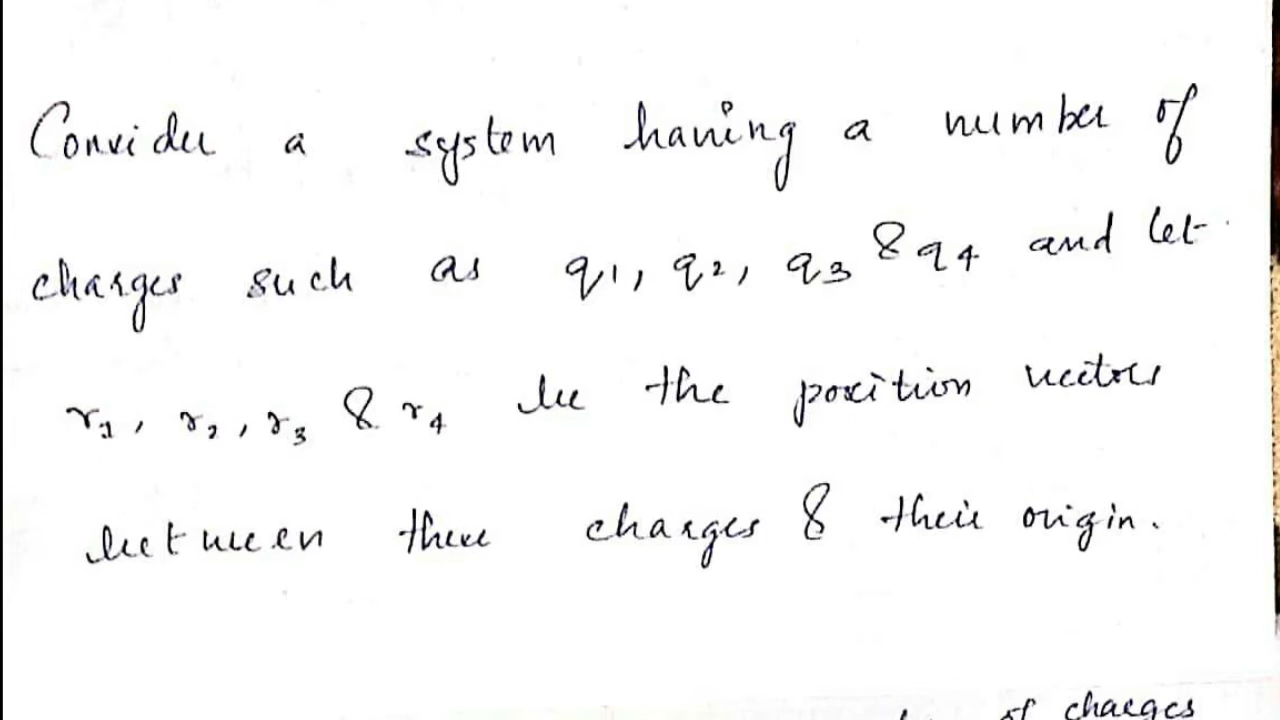 Consider a system having a number of
charges such as q1, q2, q3 & q4 and let
r1, r2, r3 & r4 be the position vectors
between these charges & their origin.
of charges